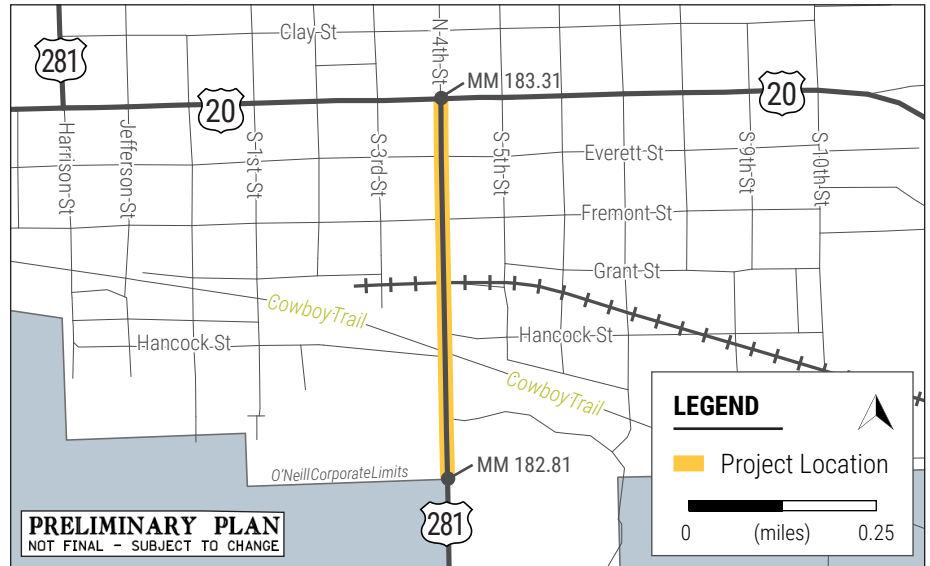 Clay St
N 4th St
281
MM 183.31
20
20
Harrison St
Jefferson St
S 1st St
S 3rd St
S 5th St
S 9th St
S 10th St
Everett St
Fremont St
Grant St
Cowboy Trail
Hancock St
Hancock St
Cowboy Trail
MM 182.81
O'Neill Corporate Limits
281
PRELIMINARY PLAN
NOT FINAL - SUBJECT TO CHANGE
LEGEND
Project Location
0 (miles) 0.25